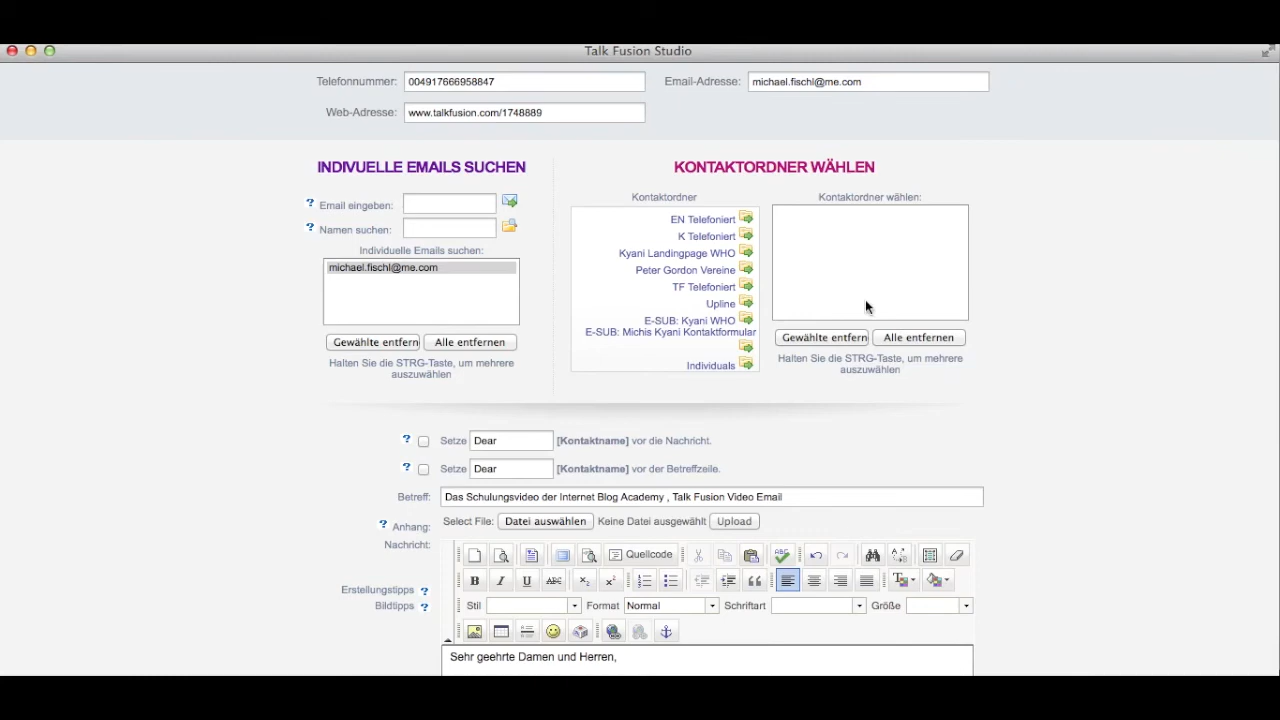 Talk Fusion Studio
Telefonnummer: 004917666958847 Email-Adresse: michael.fischl@me.com
Web-Adresse: www.talkfusion.com/1748889
INDIVUELLE EMAILS SUCHEN
? Email eingeben:
? Namen suchen:
Individuelle Emails suchen:
michael.fischl@me.com
Gewählte entfern Alle entfernen
Halten Sie die STRG-Taste, um mehrere
auszuwählen
KONTAKTORDNER WÄHLEN
Kontaktordner
EN Telefoniert
K Telefoniert
Kyani Landingpage WHO
Peter Gordon Vereine
TF Telefoniert
Upline
E-SUB: Kyani WHO
E-SUB: Michis Kyani Kontaktformular
Individuals
Kontaktordner wählen:
Gewählte entfern Alle entfernen
Halten Sie die STRG-Taste, um mehrere
auszuwählen
? Setze Dear [Kontaktname] vor die Nachricht.
? Setze Dear [Kontaktname] vor der Betreffzeile.
Betreff: Das Schulungsvideo der Internet Blog Academy , Talk Fusion Video Email
? Anhang: Select File: Datei auswählen Keine Datei ausgewählt Upload
Nachricht:
Quellcode ABC
B I U ABC x₂ x²
Erstellungstipps ?
Bildtipps ?
Stil Format Normal Schriftart Größe
Sehr geehrte Damen und Herren,